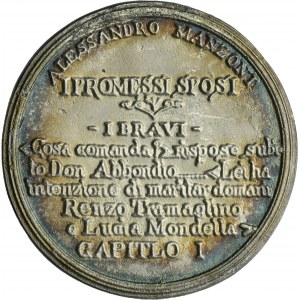 ALESSANDRO MANZONI
I PROMESSI SPOSI
- I BRAVI -
<Cosa comanda?> rispose subi=
to Don Abbondio <Lei ha
intenzione di maritar domani
Renzo Tramaglino
e Lucia Mondella>
CAPITLO I